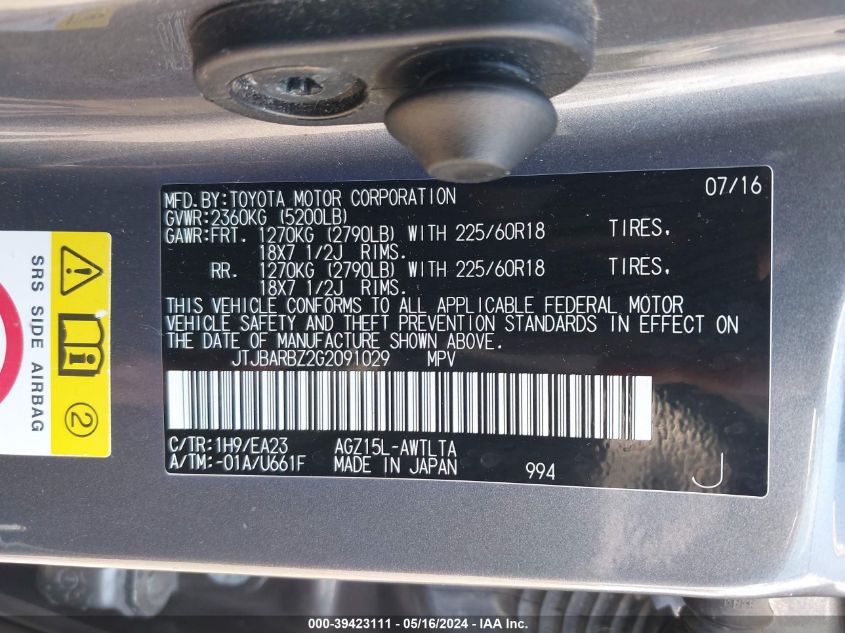 MFD.BY:TOYOTA MOTOR CORPORATION 07/16
GVWR:2360KG (5200LB)
GAWR:FRT. 1270KG (2790LB) WITH 225/60R18 TIRES,
18X7 1/2J RIMS.
RR. 1270KG (2790LB) WITH 225/60R18 TIRES,
18X7 1/2J RIMS.
THIS VEHICLE CONFORMS TO ALL APPLICABLE FEDERAL MOTOR
VEHICLE SAFETY AND THEFT PREVENTION STANDARDS IN EFFECT ON
THE DATE OF MANUFACTURE SHOWN ABOVE.
JTJBARBZ2G2091029 MPV
C/TR:1H9/EA23 AGZ15L-AWTLTA
A/TM:-01A/U661F MADE IN JAPAN 994 J
SRS SIDE AIRBAG
2
000-39423111 - 05/16/2024 - IAA Inc.